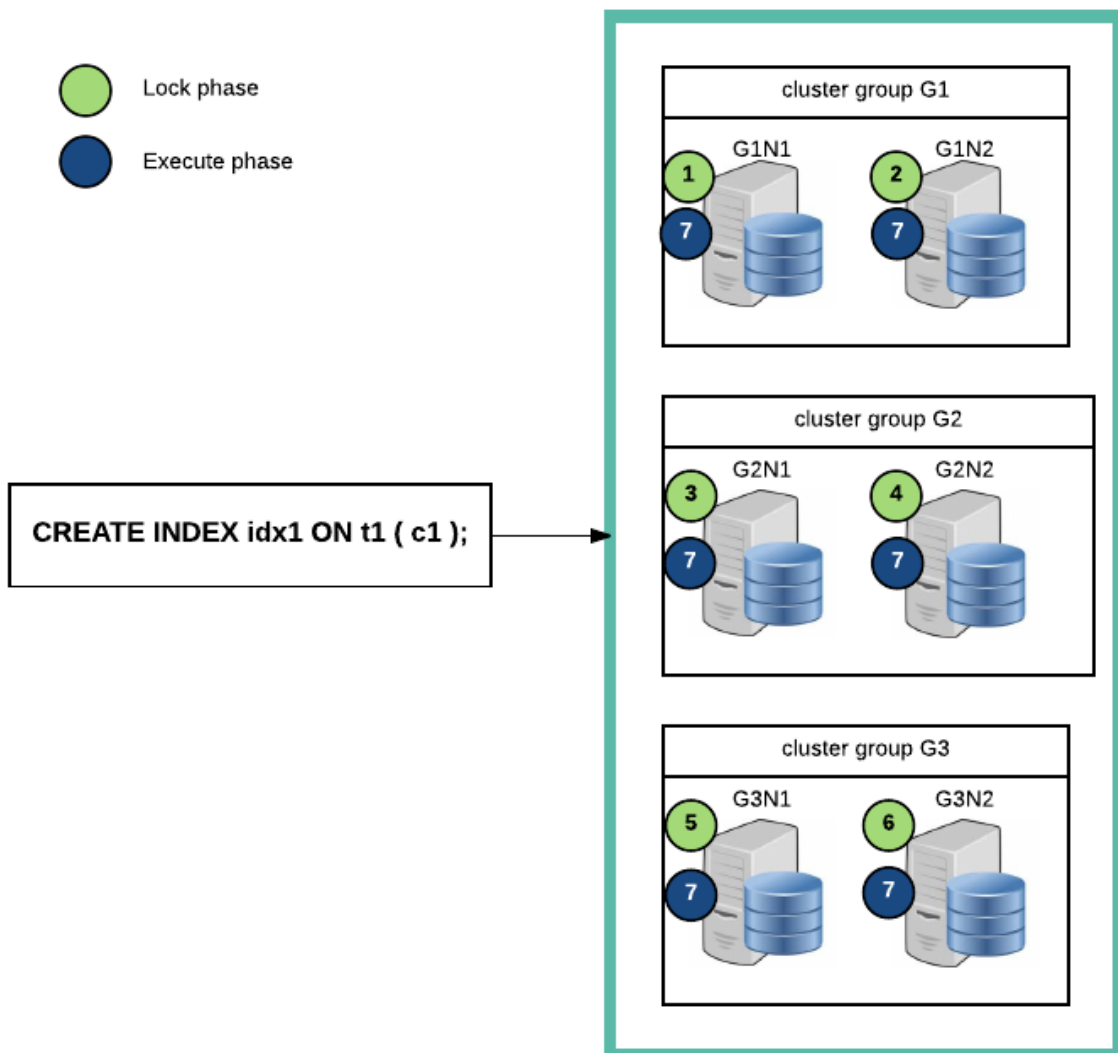 Lock phase
Execute phase
cluster group G1
G1N1
G1N2
1
2
7
7
cluster group G2
G2N1
G2N2
3
4
7
7
CREATE INDEX idx1 ON t1 ( c1 );
cluster group G3
G3N1
G3N2
5
6
7
7